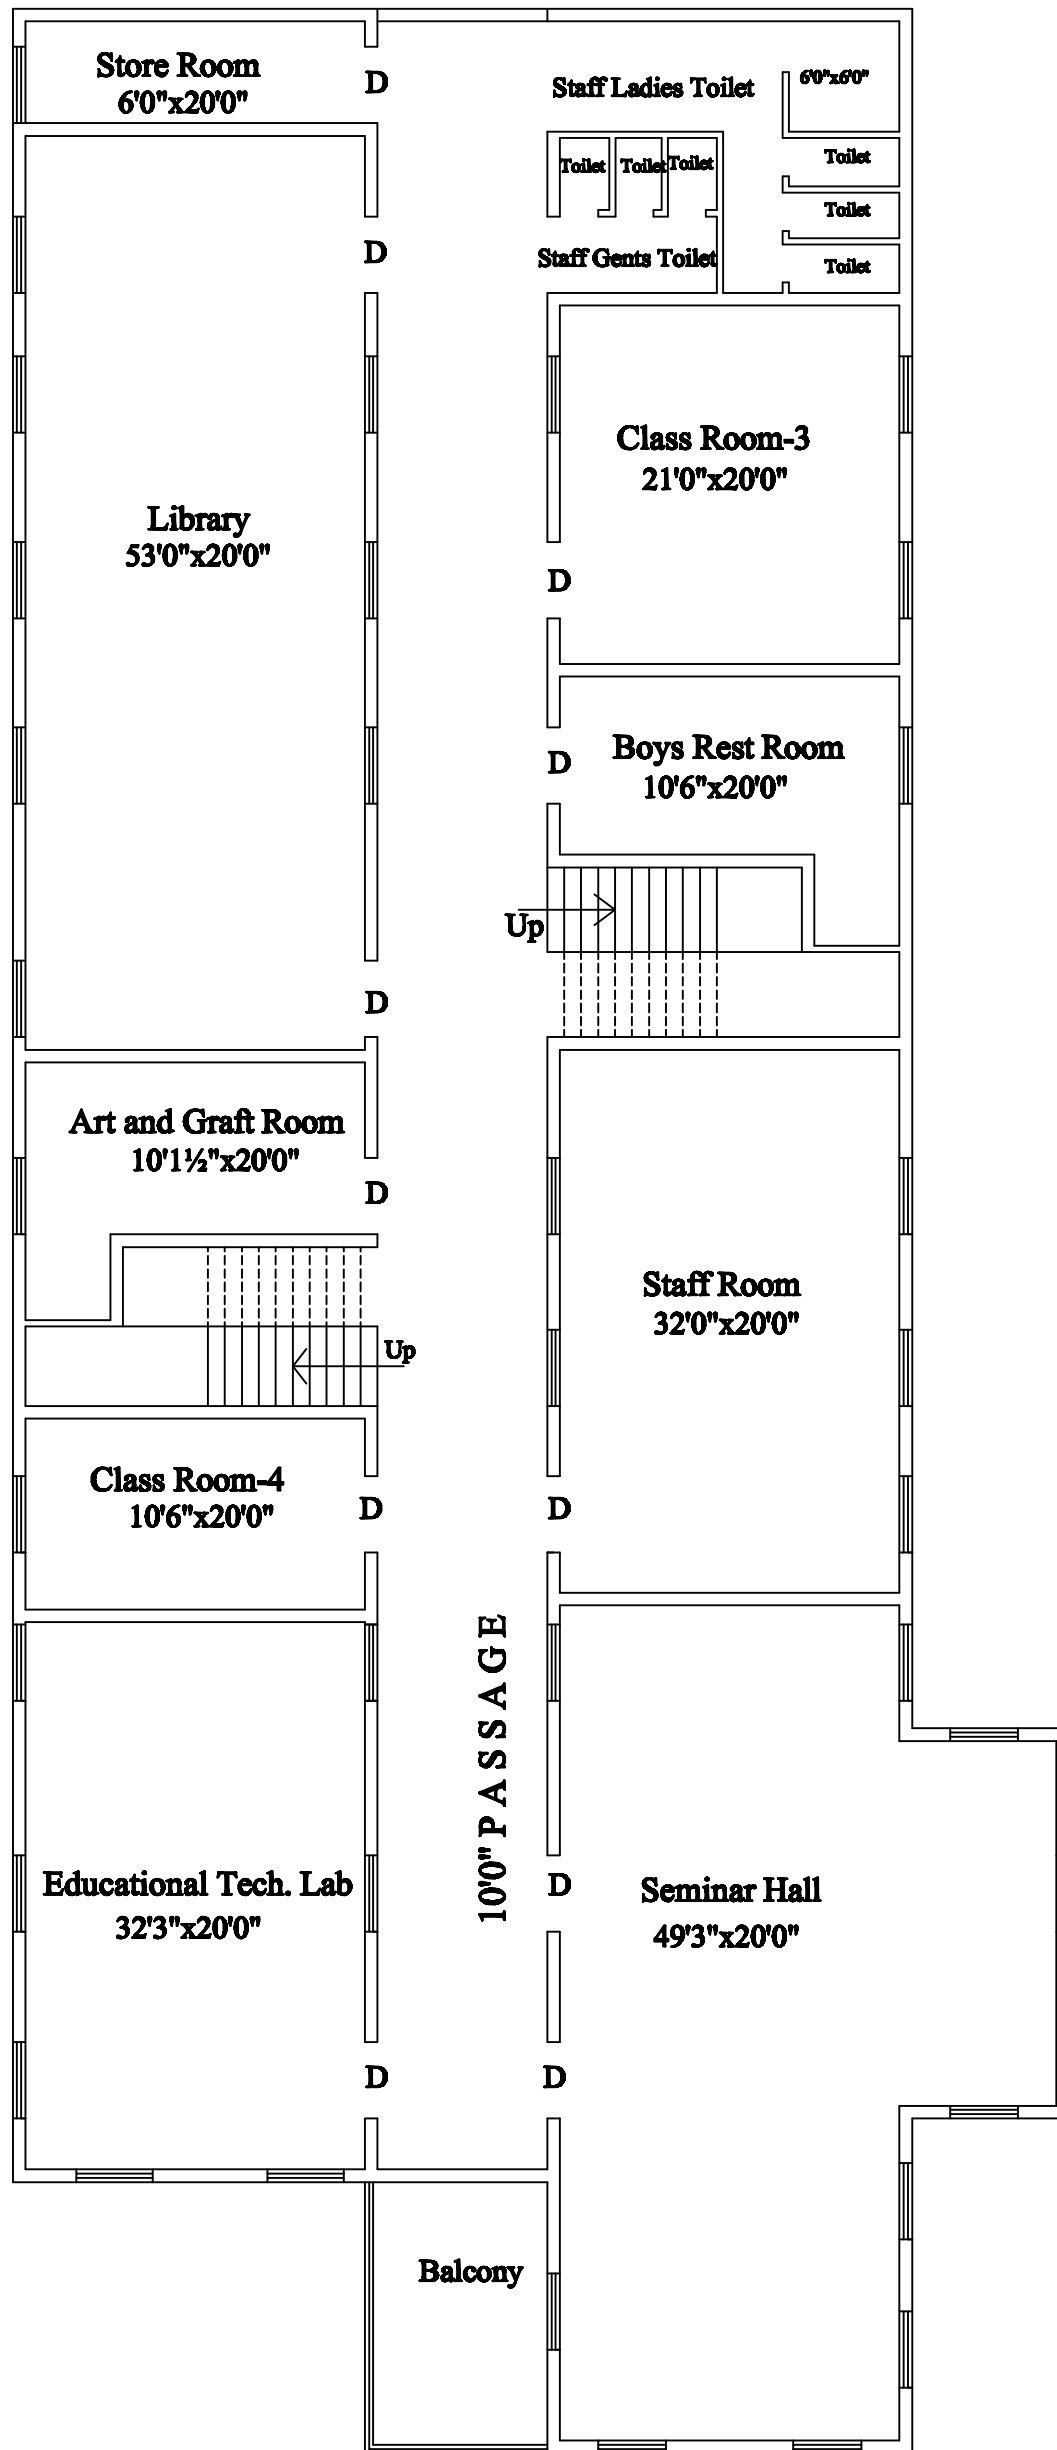 Store Room
6'0"x20'0"
D
Staff Ladies Toilet
6'0"x6'0"
Toilet
Toilet
Toilet
Toilet
Toilet
Toilet
D
Staff Gents Toilet
Class Room-3
21'0"x20'0"
Library
53'0"x20'0"
D
Boys Rest Room
10'6"x20'0"
D
Up
D
Art and Graft Room
10'1½"x20'0"
D
Staff Room
32'0"x20'0"
Up
Class Room-4
10'6"x20'0"
D
D
10'0" PASSAGE
Educational Tech. Lab
32'3"x20'0"
D
Seminar Hall
49'3"x20'0"
D
D
Balcony